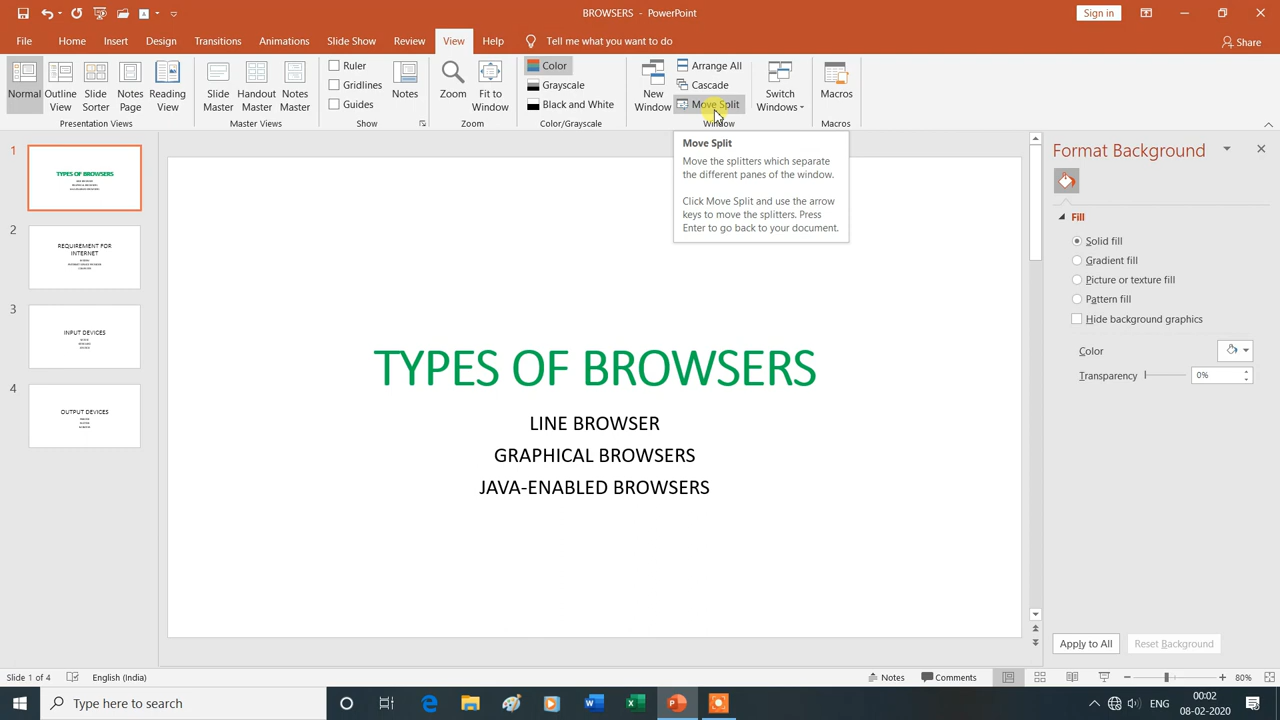 BROWSERS - PowerPoint
Sign in
File Home Insert Design Transitions Animations Slide Show Review View Help Tell me what you want to do
Share
Normal
Outline View
Slide Sorter
Notes Page
Reading View
Presentation Views
Slide Master
Handout Master
Notes Master
Master Views
Ruler
Gridlines
Guides
Notes
Show
Zoom
Fit to Window
Zoom
Color
Grayscale
Black and White
Color/Grayscale
New Window
Arrange All
Cascade
Move Split
Switch Windows
Window
Macros
Macros
Move Split
Move the splitters which separate
the different panes of the window.
Click Move Split and use the arrow
keys to move the splitters. Press
Enter to go back to your document.
1
TYPES OF BROWSERS
2
REQUIREMENT FOR
INTERNET
3
INPUT DEVICES
4
OUTPUT DEVICES
TYPES OF BROWSERS
LINE BROWSER
GRAPHICAL BROWSERS
JAVA-ENABLED BROWSERS
Format Background
Fill
Solid fill
Gradient fill
Picture or texture fill
Pattern fill
Hide background graphics
Color
Transparency 0%
Apply to All Reset Background
Slide 1 of 4 English (India) Notes Comments 80%
Type here to search
ENG
00:02
08-02-2020